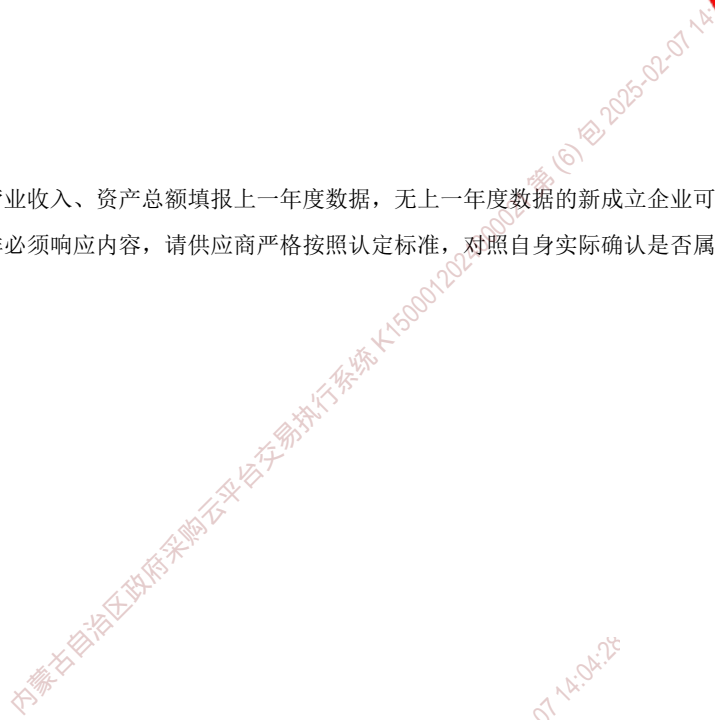 业收入、资产总额填报上一年度数据，无上一年度数据的新成立企业可
必须响应内容，请供应商严格按照认定标准，对照自身实际确认是否属
内蒙古自治区政府采购云平台交易执行系统 第 (6) 包 2025-02-07 14:
07 14:04:28